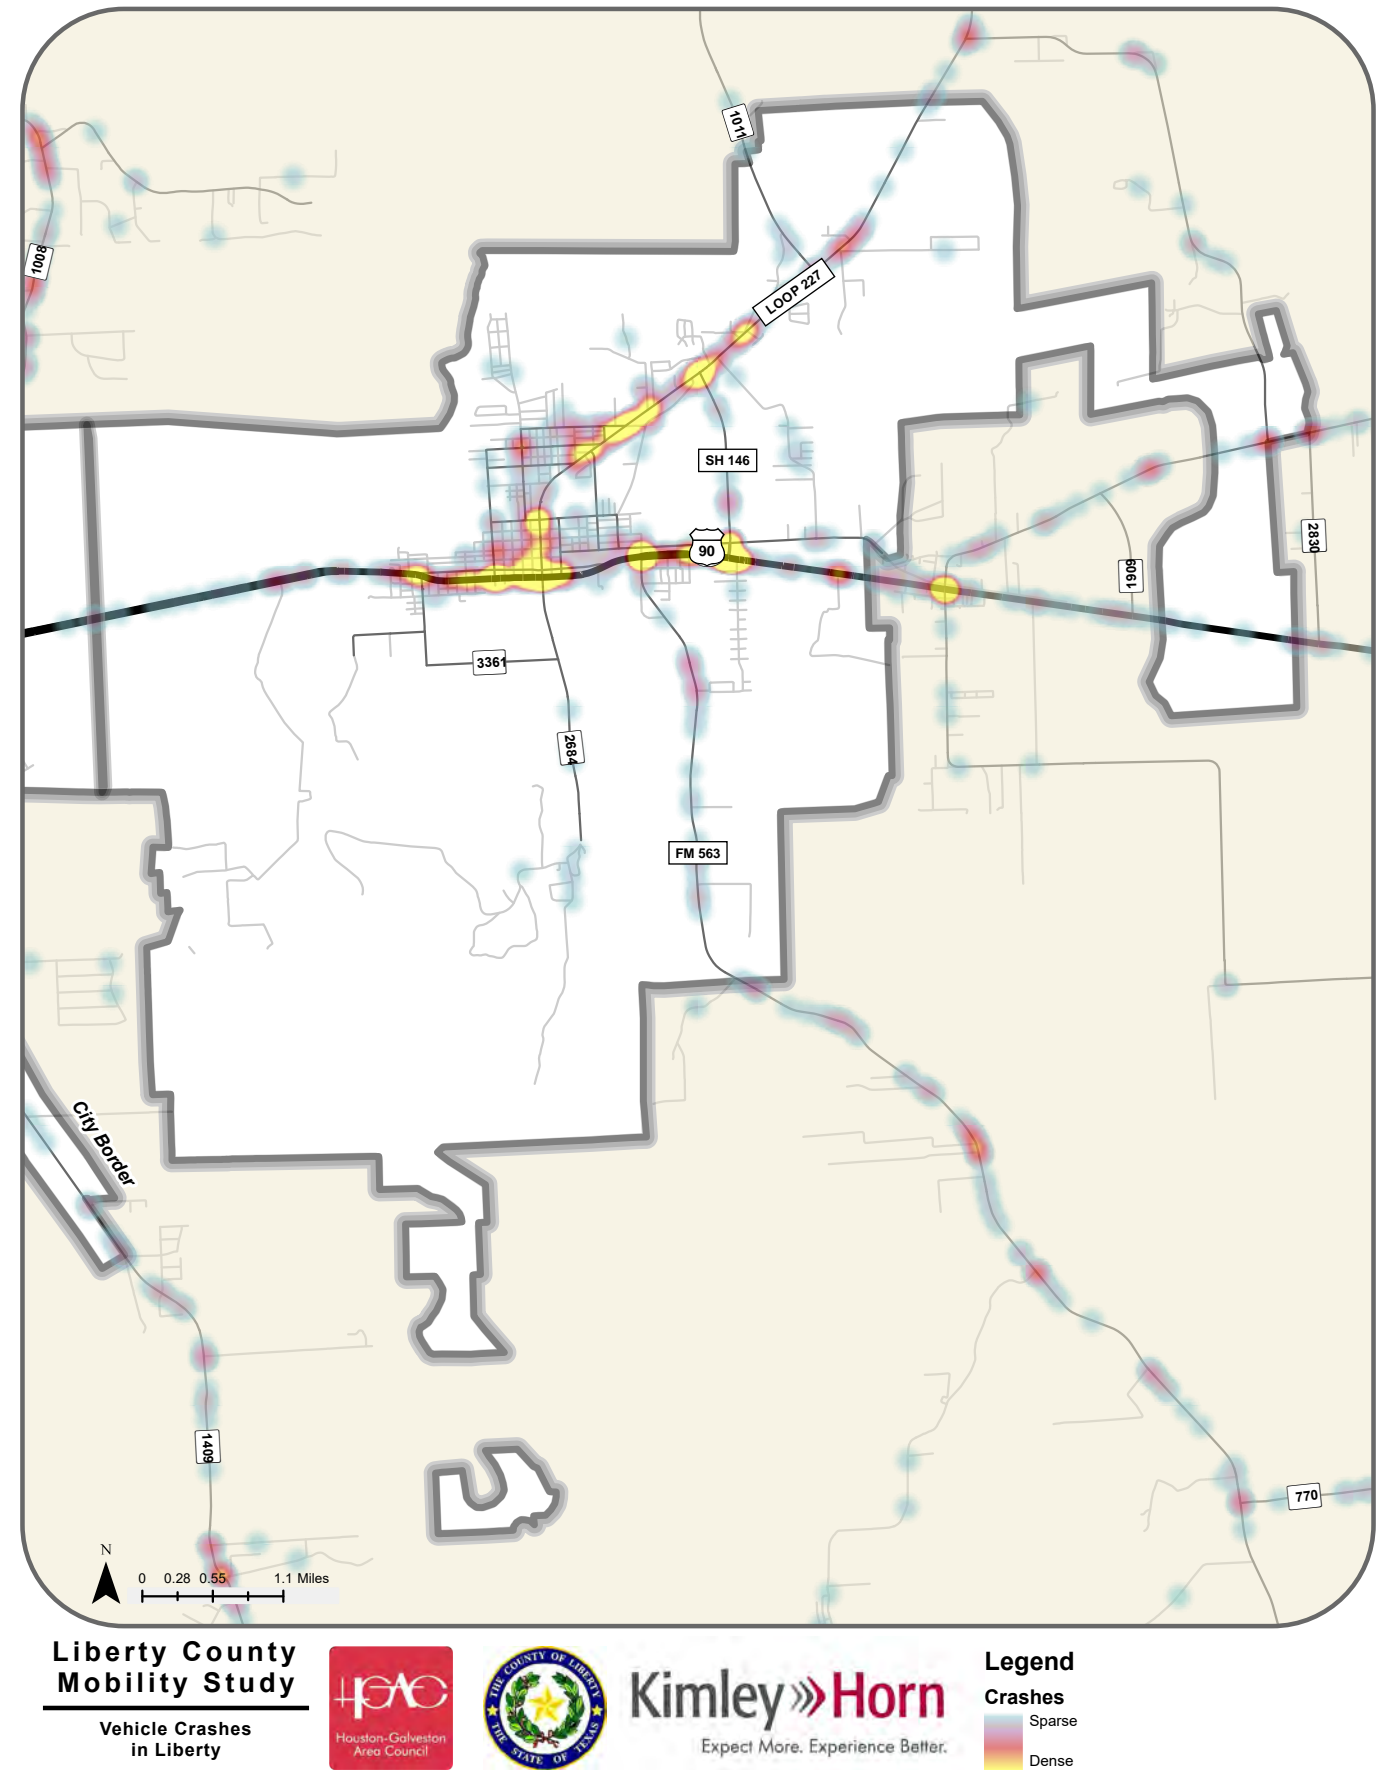 1011
1008
LOOP 227
SH 146
90
2830
1909
3361
2684
FM 563
City Border
1409
770
N
0 0.28 0.55 1.1 Miles
Liberty County
Mobility Study
Vehicle Crashes
in Liberty
HGAC
Houston-Galveston
Area Council
THE COUNTY OF LIBERTY
THE STATE OF TEXAS
Kimley»Horn
Expect More. Experience Better.
Legend
Crashes
Sparse
Dense